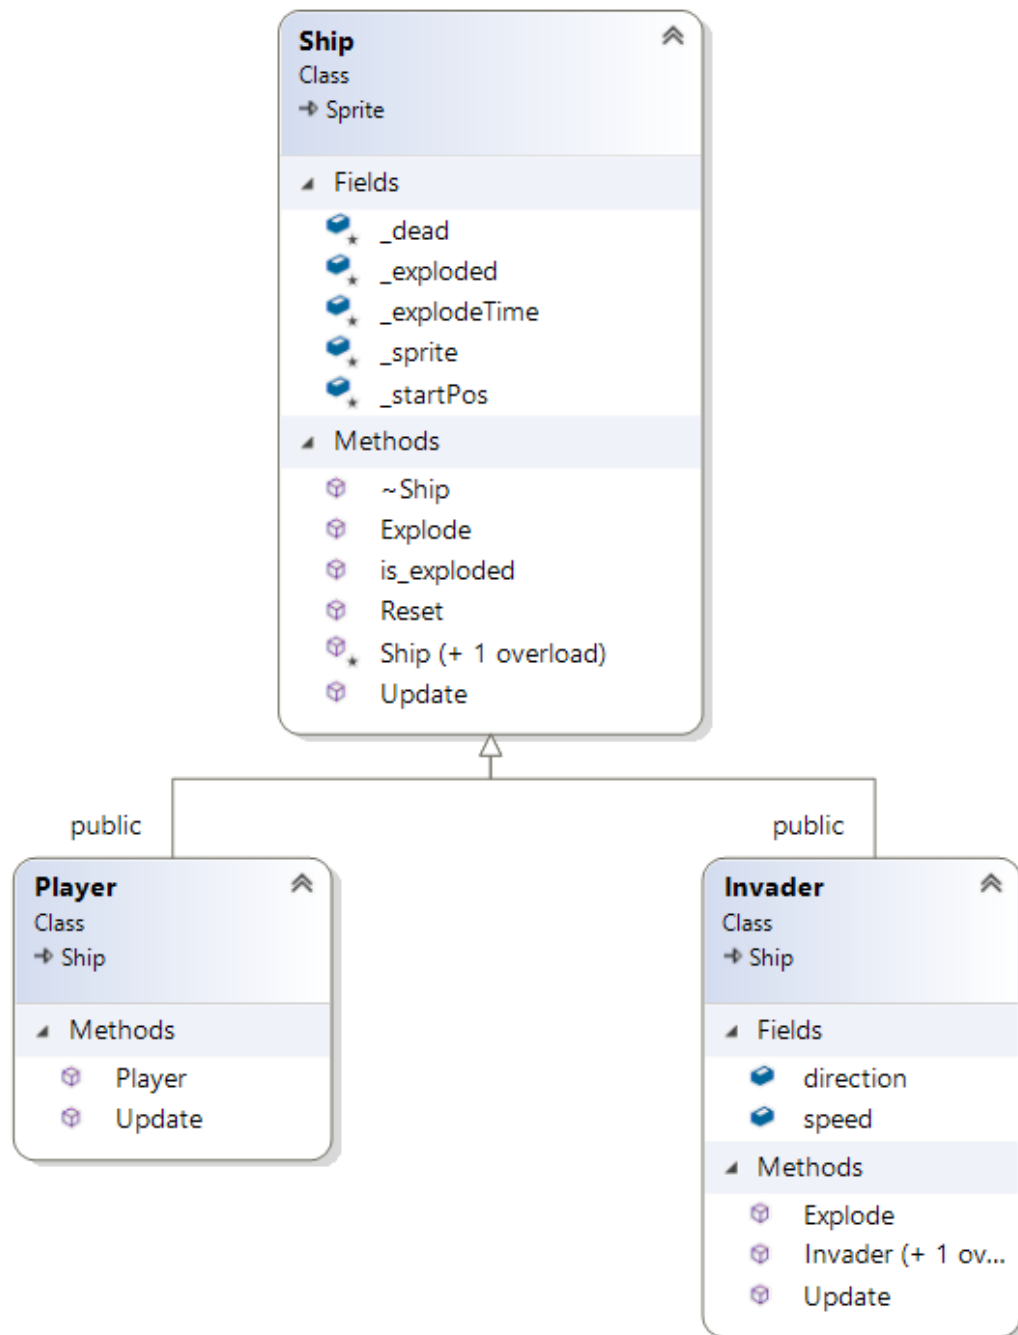 Ship
Class
Sprite
Fields
_dead
_exploded
_explodeTime
_sprite
_startPos
Methods
~Ship
Explode
is_exploded
Reset
Ship (+ 1 overload)
Update
public
public
Player
Class
Ship
Methods
Player
Update
Invader
Class
Ship
Fields
direction
speed
Methods
Explode
Invader (+ 1 ov...
Update